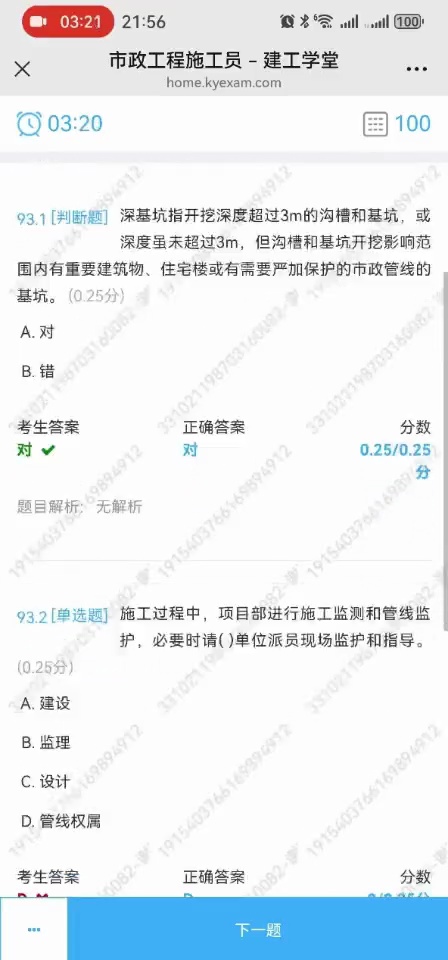 03:21 21:56 6 100
市政工程施工员 – 建工学堂
home.kyexam.com
03:20 100
93.1 [判断题] 深基坑指开挖深度超过3m的沟槽和基坑，或
深度虽未超过3m，但沟槽和基坑开挖影响范
围内有重要建筑物、住宅楼或有需要严加保护的市政管线的
基坑。(0.25分)
A. 对
B. 错
考生答案 正确答案 分数
对 对 0.25/0.25
分
题目解析： 无解析
93.2 [单选题] 施工过程中，项目部进行施工监测和管线监
护，必要时请( )单位派员现场监护和指导。
(0.25分)
A. 建设
B. 监理
C. 设计
D. 管线权属
考生答案 正确答案 分数
下一题